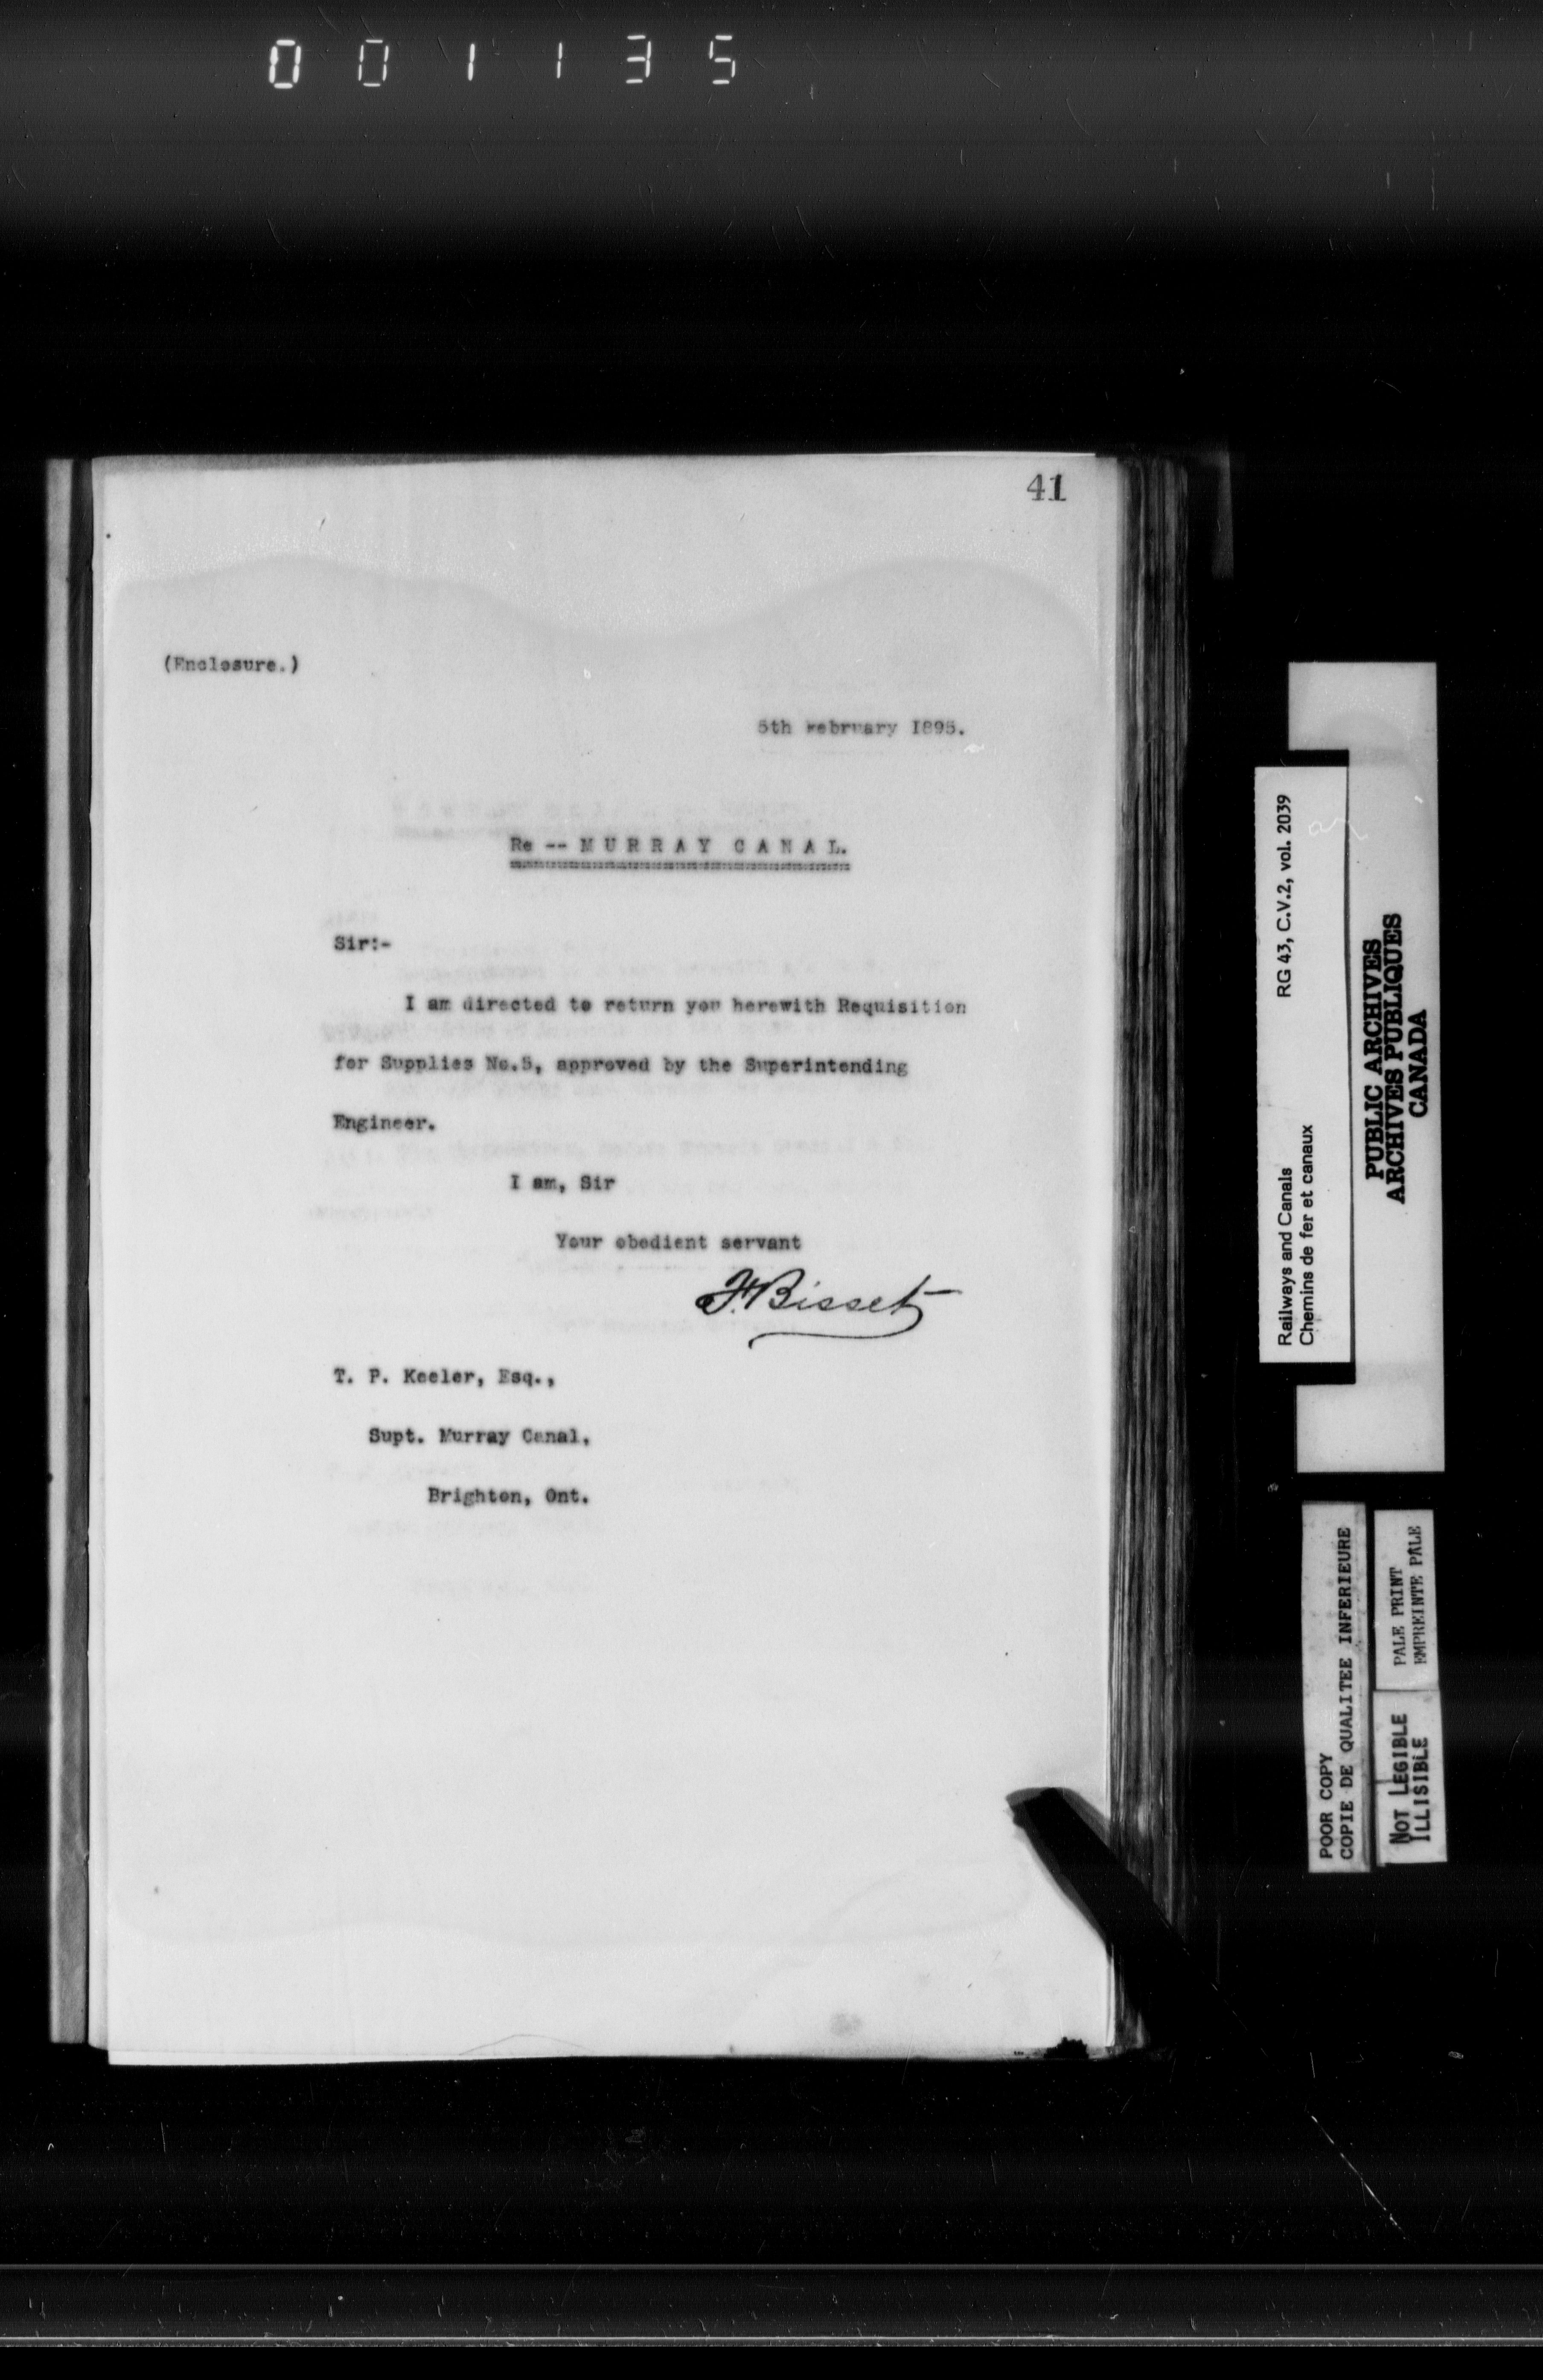 001135
41
(Enclosure.)
5th February 1895.
Re -- MURRAY CANAL.
Sir:-
I am directed to return you herewith Requisition
for Supplies No.5, approved by the Superintending
Engineer.
I am, Sir
Your obedient servant
F. Bisset
T. P. Keeler, Esq.,
Supt. Murray Canal,
Brighton, Ont.
RG 43, C.V.2, vol. 2039
Railways and Canals
Chemins de fer et canaux
PUBLIC ARCHIVES
ARCHIVES PUBLIQUES
CANADA
POOR COPY
COPIE DE QUALITEE INFERIEURE
PALE PRINT
EMPREINTE PALE
NOT LEGIBLE
ILLISIBLE